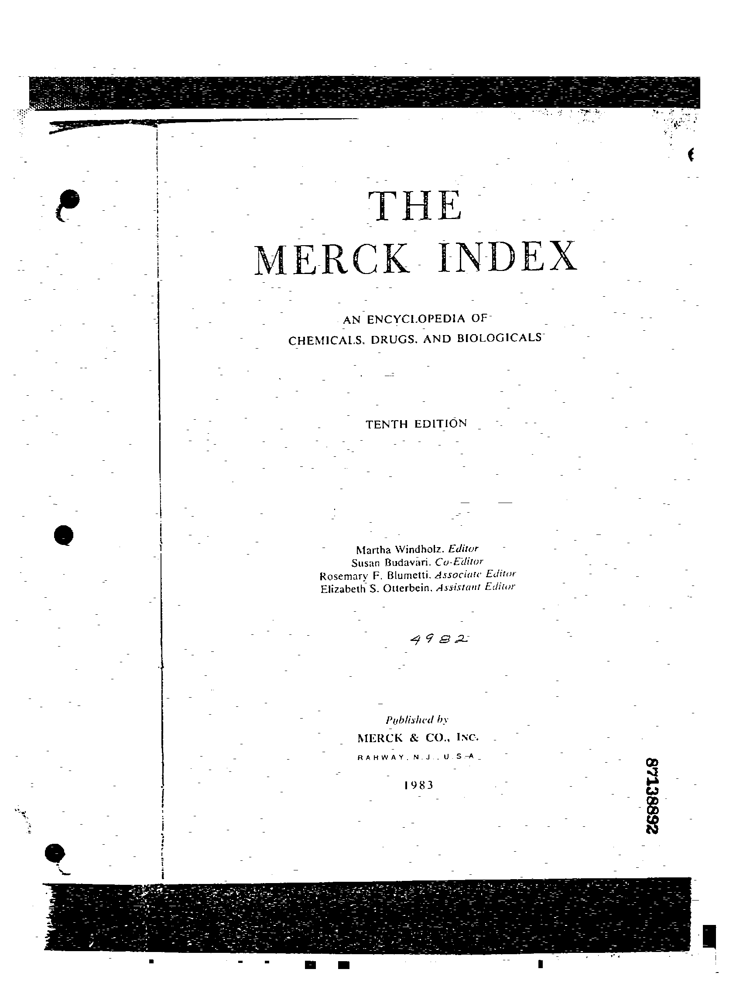 THE
MERCK INDEX
AN ENCYCLOPEDIA OF
CHEMICALS, DRUGS, AND BIOLOGICALS
TENTH EDITION
Martha Windholz, Editor
Susan Budavari, Co-Editor
Rosemary F. Blumetti, Associate Editor
Elizabeth S. Otterbein, Assistant Editor
4982
Published by
MERCK & CO., INC.
RAHWAY, N.J., U.S.A.
1983
87138892